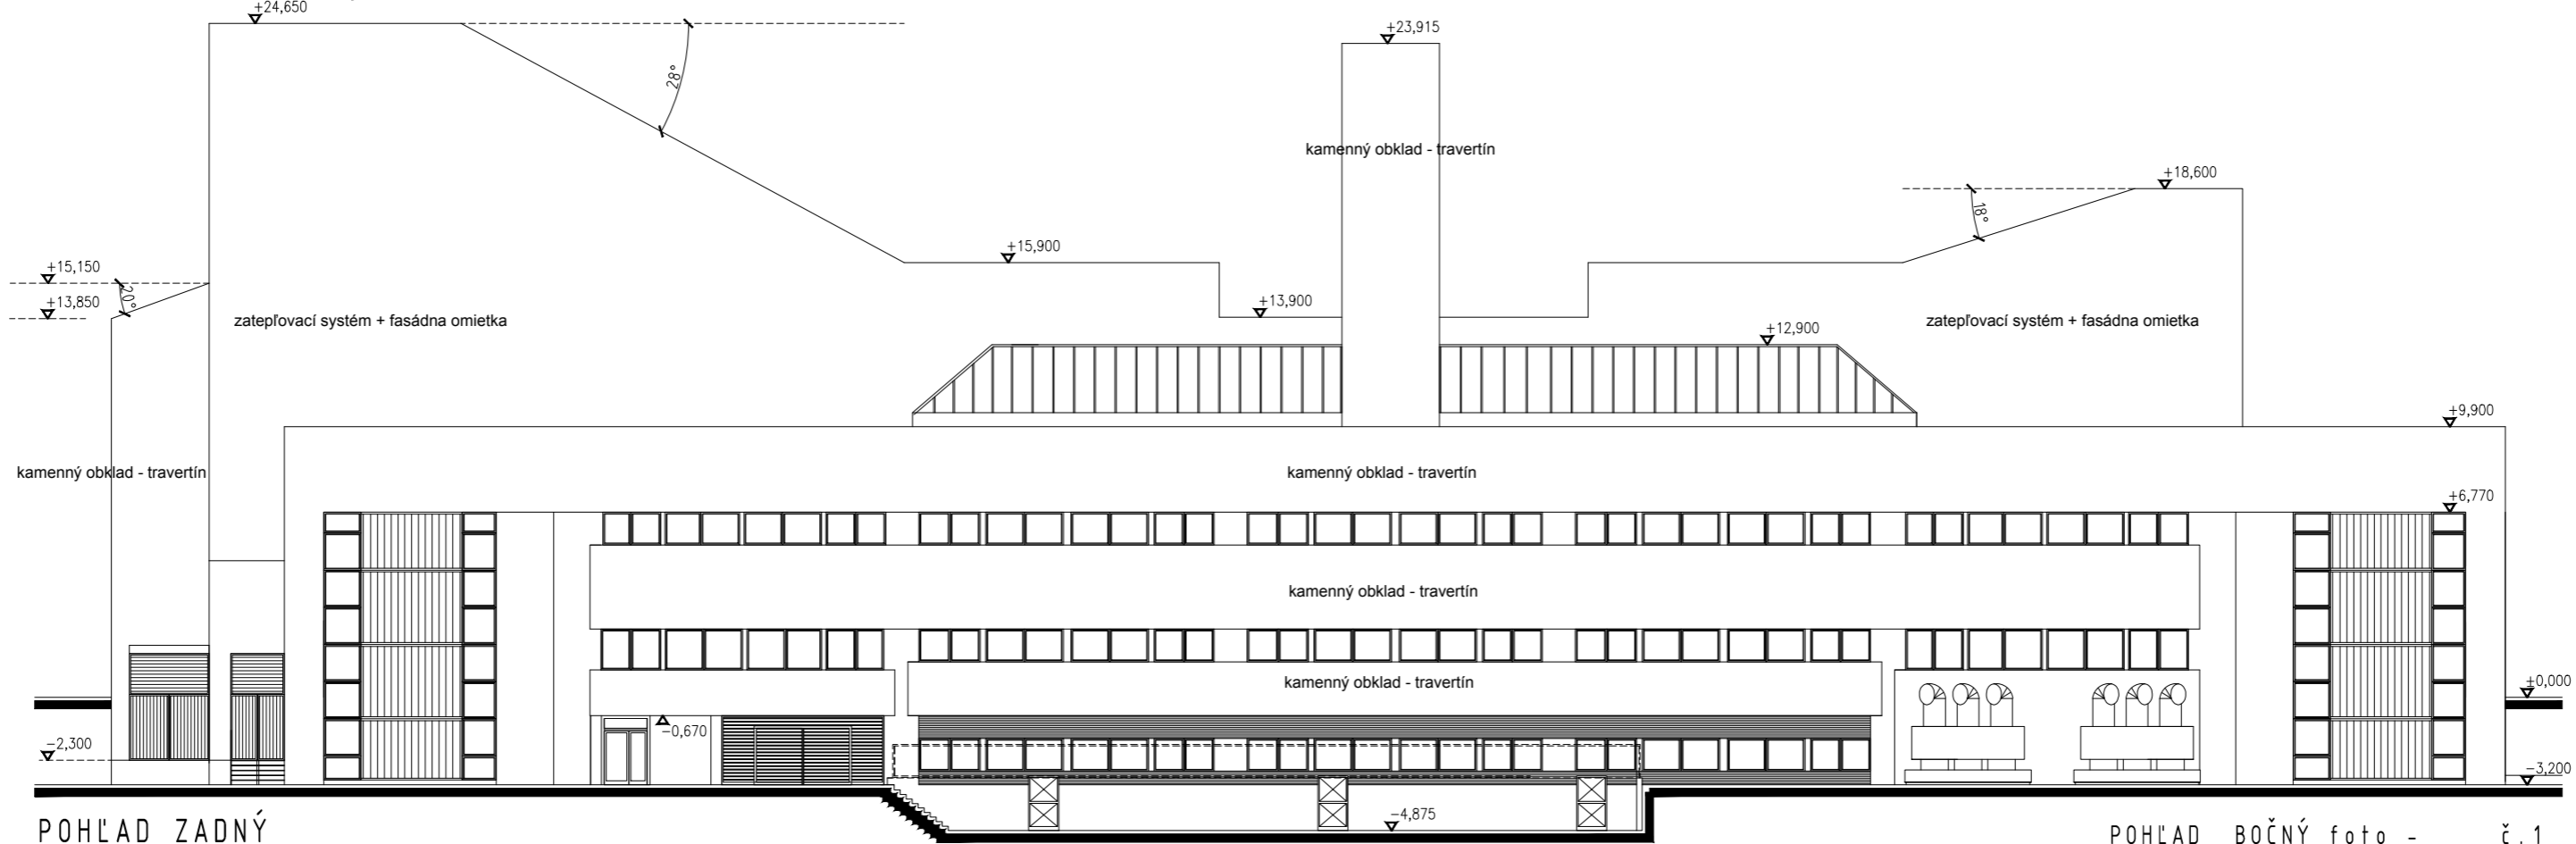 +24,650
+23,915
28°
kamenný obklad - travertín
+18,600
18°
+15,900
+15,150
20°
+13,850
+13,900
zatepľovací systém + fasádna omietka
zatepľovací systém + fasádna omietka
+12,900
+9,900
kamenný obklad - travertín
kamenný obklad - travertín
+6,770
kamenný obklad - travertín
kamenný obklad - travertín
±0,000
-0,670
-2,300
-3,200
-4,875
POHĽAD ZADNÝ
POHĽAD BOČNÝ foto - č.1